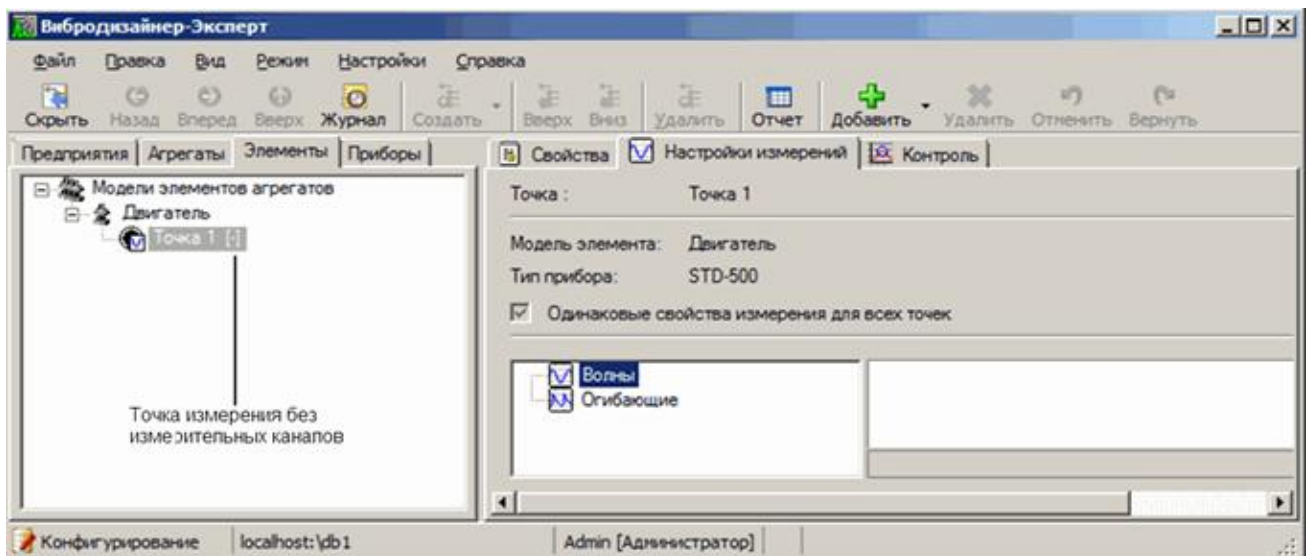 Вибродизайнер-Эксперт
Файл Правка Вид Режим Настройки Справка
Скрыть Назад Вперед Вверх Журнал Создать Вверх Вниз Удалить Отчет Добавить Удалить Отменить Вернуть
Предприятия Агрегаты Элементы Приборы
Свойства Настройки измерений Контроль
Модели элементов агрегатов
Двигатель
Точка 1 [-]
Точка измерения без
измерительных каналов
Точка : Точка 1
Модель элемента: Двигатель
Тип прибора: STD-500
Одинаковые свойства измерения для всех точек
Волны
Огибающие
Конфигурирование localhost:\db1 Admin [Администратор]